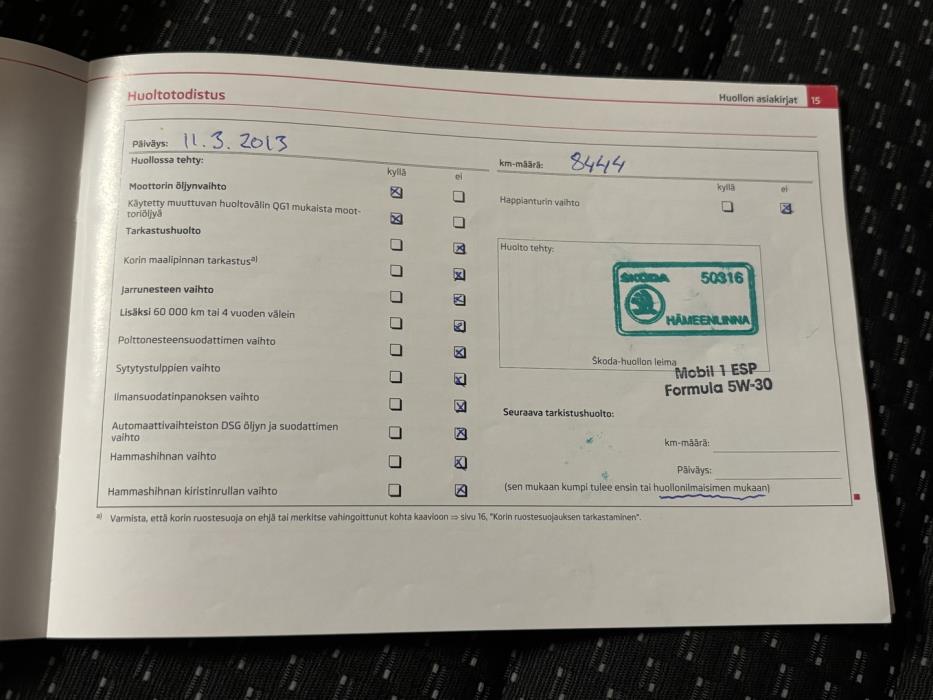 Huoltotodistus
Huollon asiakirjat 15
Päiväys: 11.3.2013
km-määrä: 8444
Huollossa tehty:
kyllä ei
Moottorin öljynvaihto
Käytetty muuttuvan huoltovälin QG1 mukaista moot-
toriöljyä
Tarkastushuolto
Korin maalipinnan tarkastusa)
Jarrunesteen vaihto
Lisäksi 60 000 km tai 4 vuoden välein
Polttonesteensuodattimen vaihto
Sytytystulppien vaihto
Ilmansuodatinpanoksen vaihto
Automaattivaihteiston DSG öljyn ja suodattimen
vaihto
Hammashihnan vaihto
Hammashihnan kiristinrullan vaihto
kyllä ei
Happianturin vaihto
Huolto tehty:
ŠKODA 50316
HÄMEENLINNA
Škoda-huollon leima
Mobil 1 ESP
Formula 5W-30
Seuraava tarkistushuolto:
km-määrä:
Päiväys:
(sen mukaan kumpi tulee ensin tai huollonilmaisimen mukaan)
a) Varmista, että korin ruostesuoja on ehjä tai merkitse vahingoittunut kohta kaavioon ⇒ sivu 16, "Korin ruostesuojauksen tarkastaminen".